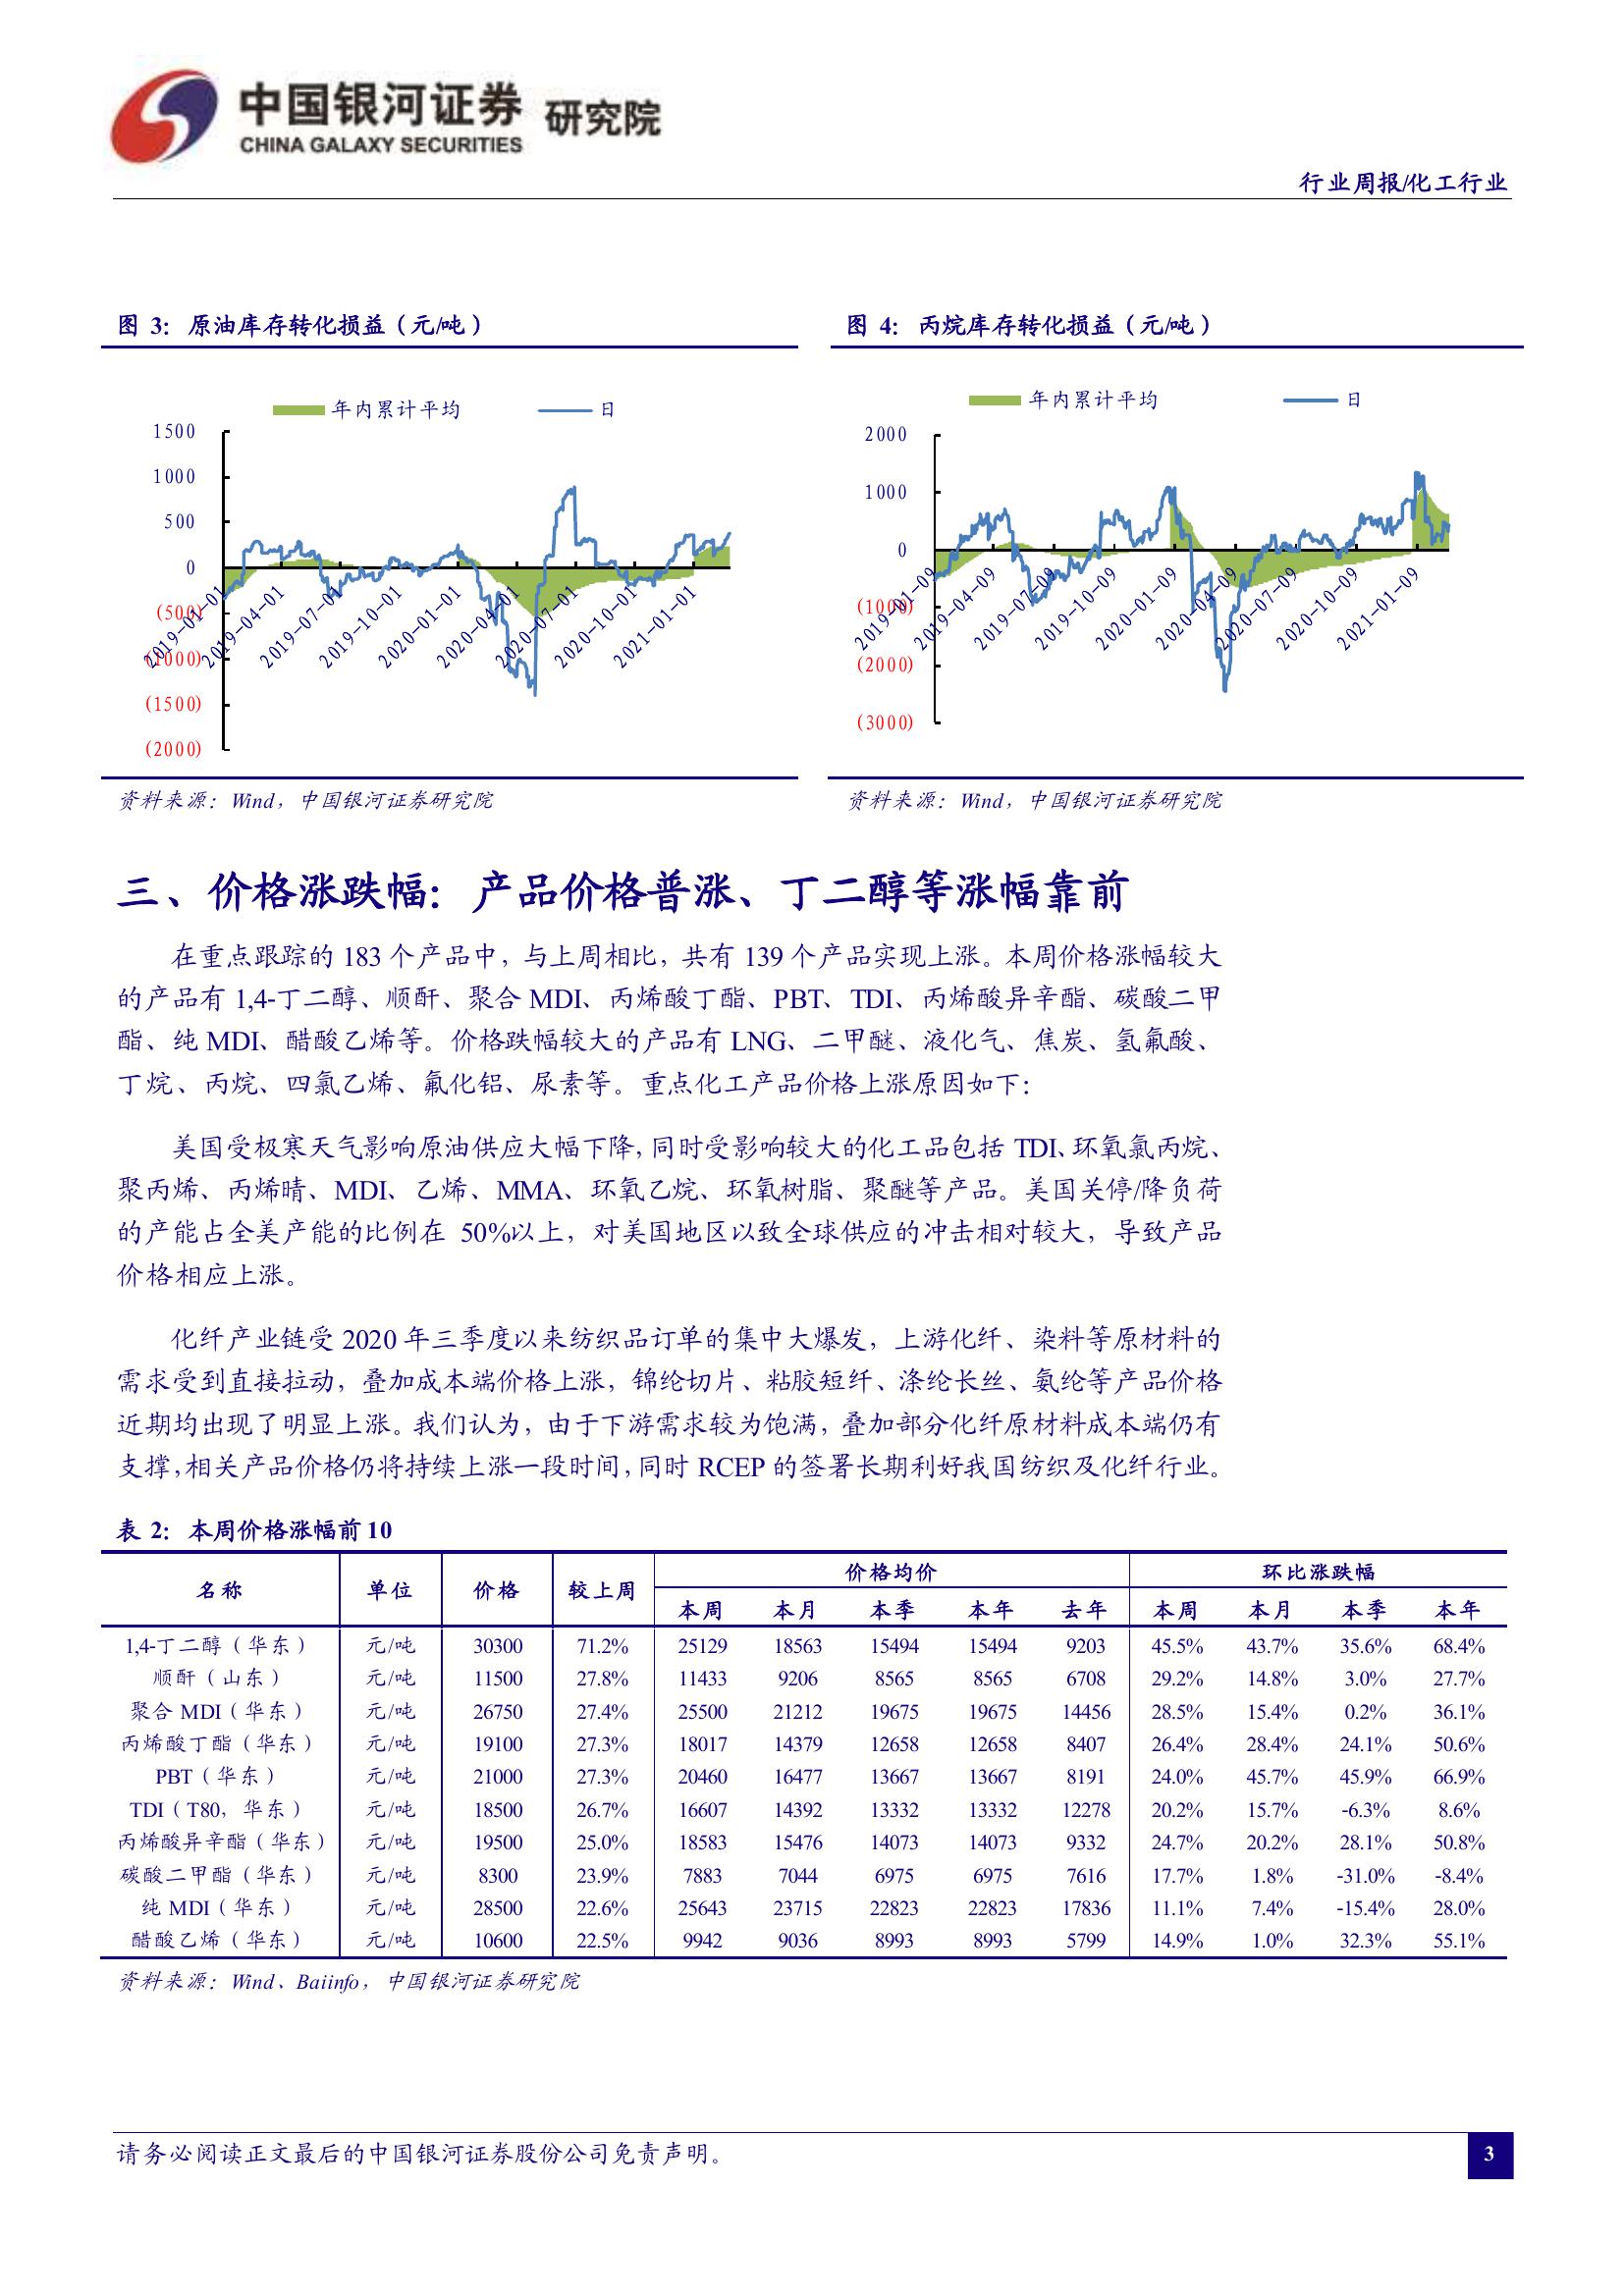 中国银河证券 研究院
CHINA GALAXY SECURITIES
行业周报/化工行业
图 3: 原油库存转化损益（元/吨）
年内累计平均 日
1500
1000
500
0
(500)
(1000)
(1500)
(2000)
2019-01-01 2019-04-01 2019-07-01 2019-10-01 2020-01-01 2020-04-01 2020-07-01 2020-10-01 2021-01-01
资料来源：Wind，中国银河证券研究院
图 4: 丙烷库存转化损益（元/吨）
年内累计平均 日
2000
1000
0
(1000)
(2000)
(3000)
2019-01-09 2019-04-09 2019-07-09 2019-10-09 2020-01-09 2020-04-09 2020-07-09 2020-10-09 2021-01-09
资料来源：Wind，中国银河证券研究院
三、价格涨跌幅：产品价格普涨、丁二醇等涨幅靠前
在重点跟踪的 183 个产品中，与上周相比，共有 139 个产品实现上涨。本周价格涨幅较大
的产品有 1,4-丁二醇、顺酐、聚合 MDI、丙烯酸丁酯、PBT、TDI、丙烯酸异辛酯、碳酸二甲
酯、纯 MDI、醋酸乙烯等。价格跌幅较大的产品有 LNG、二甲醚、液化气、焦炭、氢氟酸、
丁烷、丙烷、四氯乙烯、氟化铝、尿素等。重点化工产品价格上涨原因如下：
美国受极寒天气影响原油供应大幅下降，同时受影响较大的化工品包括 TDI、环氧氯丙烷、
聚丙烯、丙烯晴、MDI、乙烯、MMA、环氧乙烷、环氧树脂、聚醚等产品。美国关停/降负荷
的产能占全美产能的比例在 50%以上，对美国地区以致全球供应的冲击相对较大，导致产品
价格相应上涨。
化纤产业链受 2020 年三季度以来纺织品订单的集中大爆发，上游化纤、染料等原材料的
需求受到直接拉动，叠加成本端价格上涨，锦纶切片、粘胶短纤、涤纶长丝、氨纶等产品价格
近期均出现了明显上涨。我们认为，由于下游需求较为饱满，叠加部分化纤原材料成本端仍有
支撑，相关产品价格仍将持续上涨一段时间，同时 RCEP 的签署长期利好我国纺织及化纤行业。
表 2：本周价格涨幅前 10
名称 单位 价格 较上周 价格均价 环比涨跌幅
本周 本月 本季 本年 去年 本周 本月 本季 本年
1,4-丁二醇（华东） 元/吨 30300 71.2% 25129 18563 15494 15494 9203 45.5% 43.7% 35.6% 68.4%
顺酐（山东） 元/吨 11500 27.8% 11433 9206 8565 8565 6708 29.2% 14.8% 3.0% 27.7%
聚合 MDI（华东） 元/吨 26750 27.4% 25500 21212 19675 19675 14456 28.5% 15.4% 0.2% 36.1%
丙烯酸丁酯（华东） 元/吨 19100 27.3% 18017 14379 12658 12658 8407 26.4% 28.4% 24.1% 50.6%
PBT（华东） 元/吨 21000 27.3% 20460 16477 13667 13667 8191 24.0% 45.7% 45.9% 66.9%
TDI（T80，华东） 元/吨 18500 26.7% 16607 14392 13332 13332 12278 20.2% 15.7% -6.3% 8.6%
丙烯酸异辛酯（华东） 元/吨 19500 25.0% 18583 15476 14073 14073 9332 24.7% 20.2% 28.1% 50.8%
碳酸二甲酯（华东） 元/吨 8300 23.9% 7883 7044 6975 6975 7616 17.7% 1.8% -31.0% -8.4%
纯 MDI（华东） 元/吨 28500 22.6% 25643 23715 22823 22823 17836 11.1% 7.4% -15.4% 28.0%
醋酸乙烯（华东） 元/吨 10600 22.5% 9942 9036 8993 8993 5799 14.9% 1.0% 32.3% 55.1%
资料来源：Wind、Baiinfo，中国银河证券研究院
请务必阅读正文最后的中国银河证券股份公司免责声明。
3